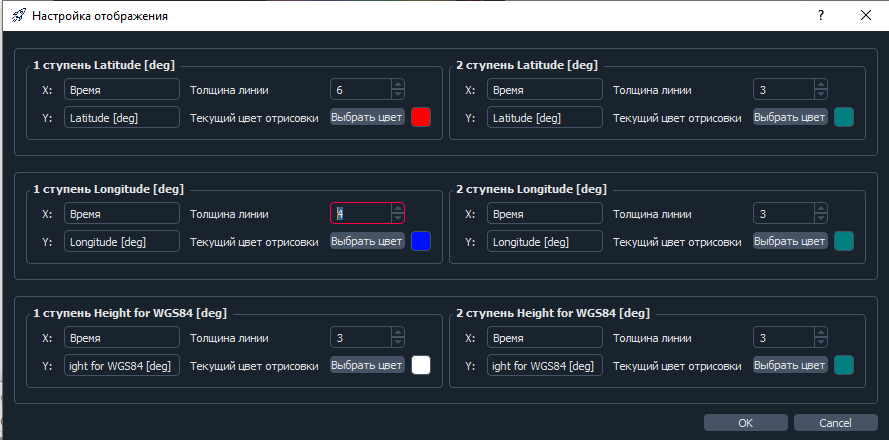 Настройка отображения
?
1 ступень Latitude [deg]
X: Время Толщина линии 6
Y: Latitude [deg] Текущий цвет отрисовки Выбрать цвет
2 ступень Latitude [deg]
X: Время Толщина линии 3
Y: Latitude [deg] Текущий цвет отрисовки Выбрать цвет
1 ступень Longitude [deg]
X: Время Толщина линии 4
Y: Longitude [deg] Текущий цвет отрисовки Выбрать цвет
2 ступень Longitude [deg]
X: Время Толщина линии 3
Y: Longitude [deg] Текущий цвет отрисовки Выбрать цвет
1 ступень Height for WGS84 [deg]
X: Время Толщина линии 3
Y: ight for WGS84 [deg] Текущий цвет отрисовки Выбрать цвет
2 ступень Height for WGS84 [deg]
X: Время Толщина линии 3
Y: ight for WGS84 [deg] Текущий цвет отрисовки Выбрать цвет
OK Cancel